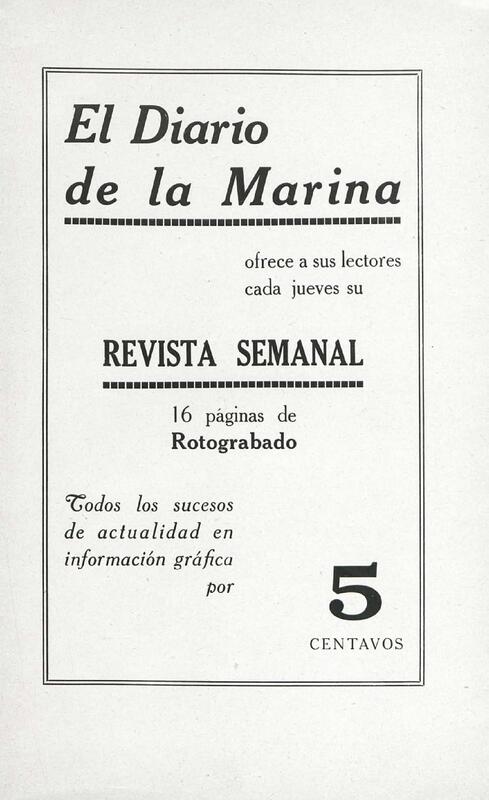 El Diario
de la Marina
ofrece a sus lectores
cada jueves su
REVISTA SEMANAL
16 páginas de
Rotograbado
Todos los sucesos
de actualidad en
información gráfica
por
5
CENTAVOS